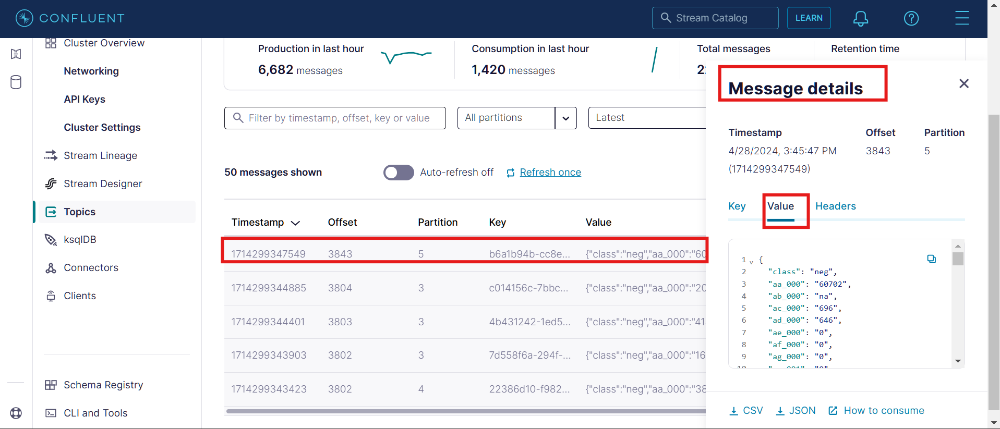 CONFLUENT
Stream Catalog
LEARN
Cluster Overview
Networking
API Keys
Cluster Settings
Stream Lineage
Stream Designer
Topics
ksqlDB
Connectors
Clients
Schema Registry
CLI and Tools
Production in last hour
6,682 messages
Consumption in last hour
1,420 messages
Total messages
Retention time
Filter by timestamp, offset, key or value
All partitions
Latest
50 messages shown
Auto-refresh off
Refresh once
Timestamp Offset Partition Key Value
1714299347549 3843 5 b6a1b94b-cc8e... {"class":"neg","aa_000":"60
1714299344885 3804 3 c014156c-7bbc... {"class":"neg","aa_000":"20
1714299344401 3803 3 4b431242-1ed5... {"class":"neg","aa_000":"41
1714299343903 3802 3 7d558f6a-294f-... {"class":"neg","aa_000":"16
1714299343423 3802 4 22386d10-f982... {"class":"neg","aa_000":"38
Message details
Timestamp Offset Partition
4/28/2024, 3:45:47 PM 3843 5
(1714299347549)
Key Value Headers
1 {
2 "class": "neg",
3 "aa_000": "60702",
4 "ab_000": "na",
5 "ac_000": "696",
6 "ad_000": "646",
7 "ae_000": "0",
8 "af_000": "0",
9 "ag_000": "0",
CSV JSON How to consume